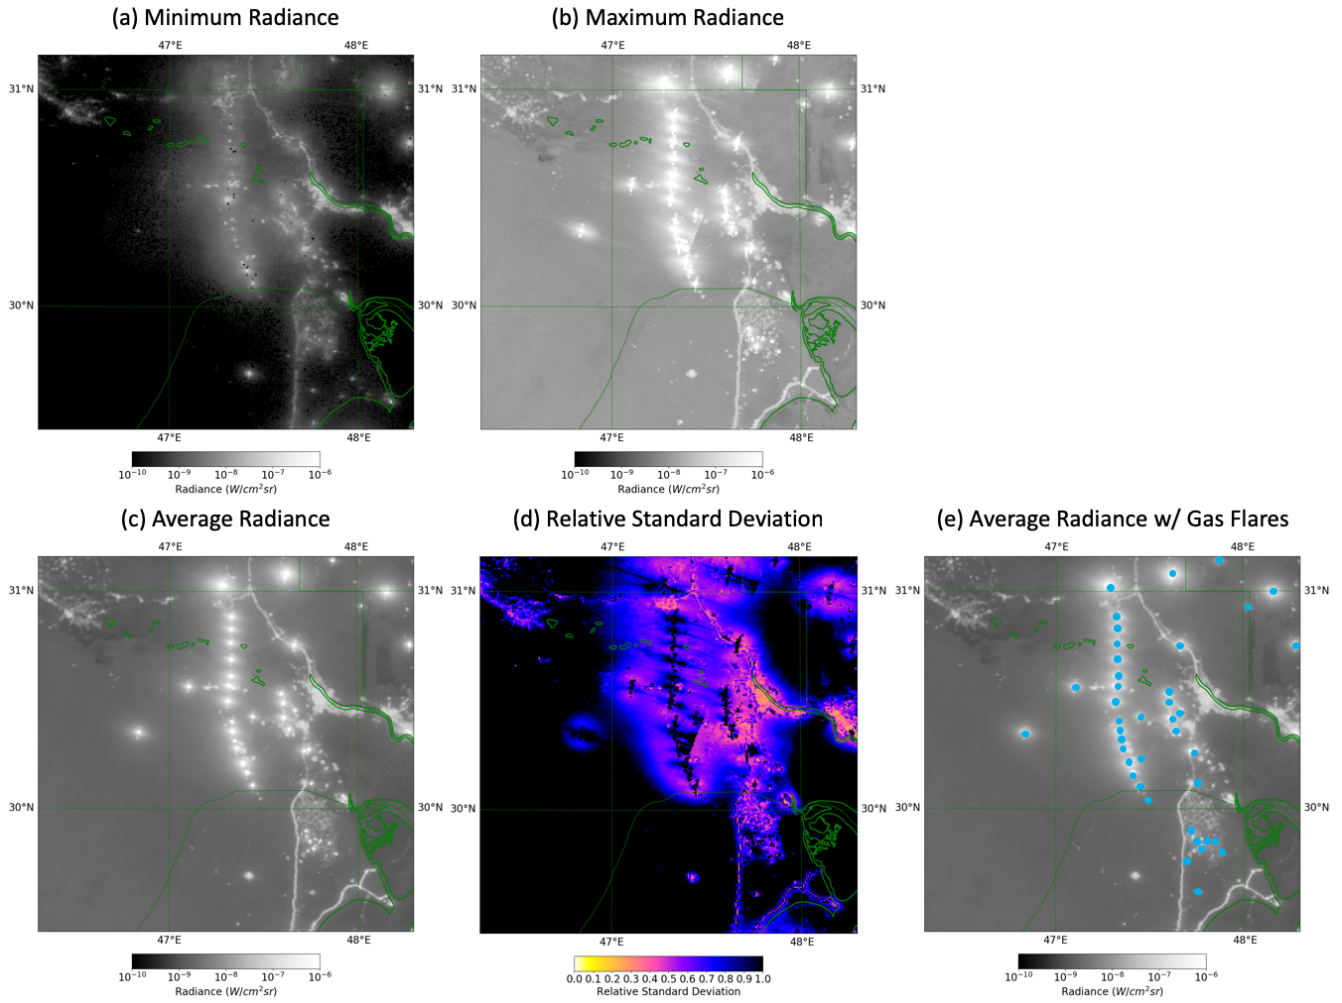 (a) Minimum Radiance
(b) Maximum Radiance
47°E 48°E
47°E 48°E
31°N
31°N 31°N
30°N
30°N 30°N
47°E 48°E
47°E 48°E
10⁻¹⁰ 10⁻⁹ 10⁻⁸ 10⁻⁷ 10⁻⁶
Radiance (W/cm²sr)
10⁻¹⁰ 10⁻⁹ 10⁻⁸ 10⁻⁷ 10⁻⁶
Radiance (W/cm²sr)
(c) Average Radiance
(d) Relative Standard Deviation
(e) Average Radiance w/ Gas Flares
47°E 48°E
47°E 48°E
47°E 48°E
31°N
31°N
31°N
30°N
30°N
30°N
47°E 48°E
47°E 48°E
47°E 48°E
10⁻¹⁰ 10⁻⁹ 10⁻⁸ 10⁻⁷ 10⁻⁶
Radiance (W/cm²sr)
0.0 0.1 0.2 0.3 0.4 0.5 0.6 0.7 0.8 0.9 1.0
Relative Standard Deviation
10⁻¹⁰ 10⁻⁹ 10⁻⁸ 10⁻⁷ 10⁻⁶
Radiance (W/cm²sr)